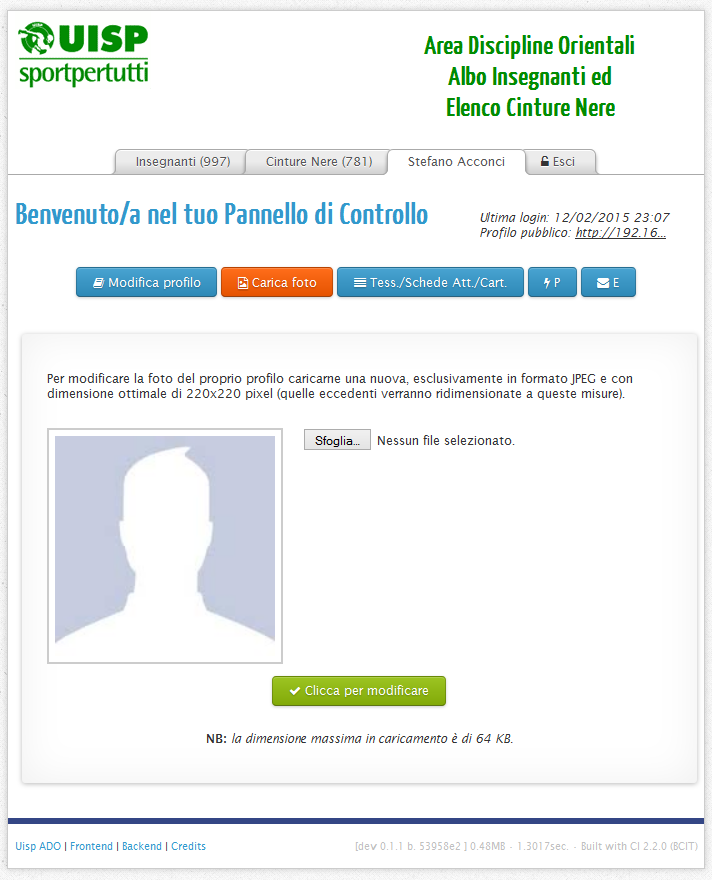 UISP
sportpertutti
Area Discipline Orientali
Albo Insegnanti ed
Elenco Cinture Nere
Insegnanti (997) Cinture Nere (781) Stefano Acconci Esci
Benvenuto/a nel tuo Pannello di Controllo
Ultima login: 12/02/2015 23:07
Profilo pubblico: http://192.16...
Modifica profilo Carica foto Tess./Schede Att./Cart. P E
Per modificare la foto del proprio profilo caricarne una nuova, esclusivamente in formato JPEG e con
dimensione ottimale di 220x220 pixel (quelle eccedenti verranno ridimensionate a queste misure).
Sfoglia... Nessun file selezionato.
Clicca per modificare
NB: la dimensione massima in caricamento è di 64 KB.
Uisp ADO | Frontend | Backend | Credits [dev 0.1.1 b. 53958e2 ] 0.48MB - 1.3017sec. - Built with CI 2.2.0 (BCIT)